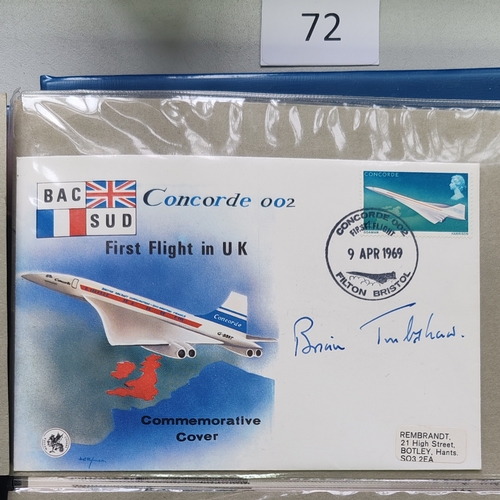 72
BAC
SUD
Concorde 002
First Flight in UK
CONCORDE
HARRISON
CONCORDE 002
FIRST FLIGHT
9 APR 1969
FILTON BRISTOL
Concorde
Brian Trubshaw.
Commemorative
Cover
REMBRANDT,
21 High Street,
BOTLEY, Hants.
SO3 2EA